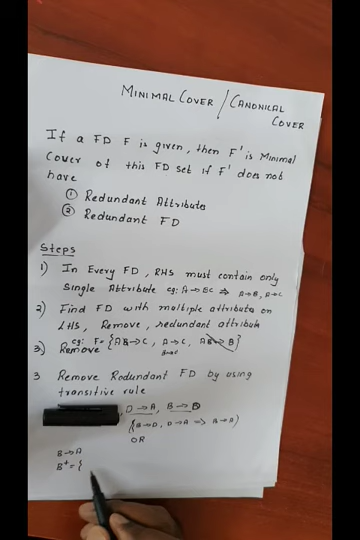 MINIMAL COVER / CANONICAL
COVER
If a FD F is given, then F' is Minimal
Cover of this FD set if F' does not
have
① Redundant Attributes
② Redundant FD
Steps
1) In Every FD, RHS must contain only
Single Attribute eg: A → BC ⇒ A→B, A→C
2) Find FD with multiple attributes on
LHS, Remove, redundant attribute
eg: F= {AB→C, A→C, AB→B}
B→C
3) Remove
3 Remove Redundant FD by using
transitive rule
, D→A, B→D
(B→D, D→A ⇒ B→A)
OR
B→A
B⁺= {